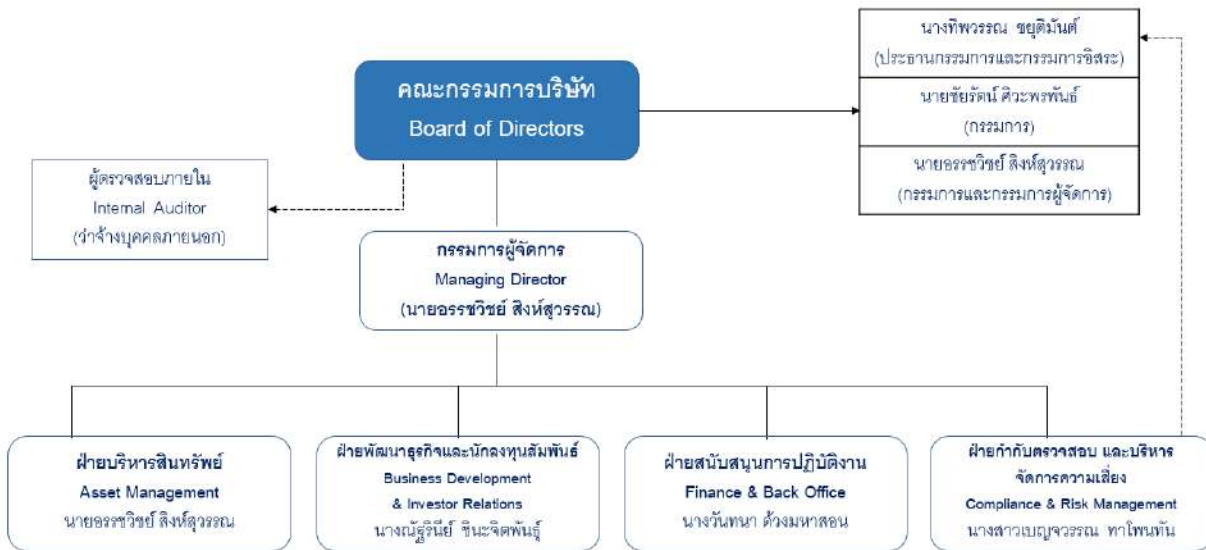 คณะกรรมการบริษัท
Board of Directors
นางทิพวรรณ ชยุติมันต์
(ประธานกรรมการและกรรมการอิสระ)
นายชัยรัตน์ ศิวะพรพันธ์
(กรรมการ)
นายอรรชวิชย์ สิงห์สุวรรณ
(กรรมการและกรรมการผู้จัดการ)
ผู้ตรวจสอบภายใน
Internal Auditor
(ว่าจ้างบุคคลภายนอก)
กรรมการผู้จัดการ
Managing Director
(นายอรรชวิชย์ สิงห์สุวรรณ)
ฝ่ายบริหารสินทรัพย์
Asset Management
นายอรรชวิชย์ สิงห์สุวรรณ
ฝ่ายพัฒนาธุรกิจและนักลงทุนสัมพันธ์
Business Development
& Investor Relations
นางณัฐรินีย์ ชินะจิตพันธุ์
ฝ่ายสนับสนุนการปฏิบัติงาน
Finance & Back Office
นางวันทนา ด้วงมหาสอน
ฝ่ายกำกับตรวจสอบ และบริหาร
จัดการความเสี่ยง
Compliance & Risk Management
นางสาวเบญจวรรณ ทาโพนทัน